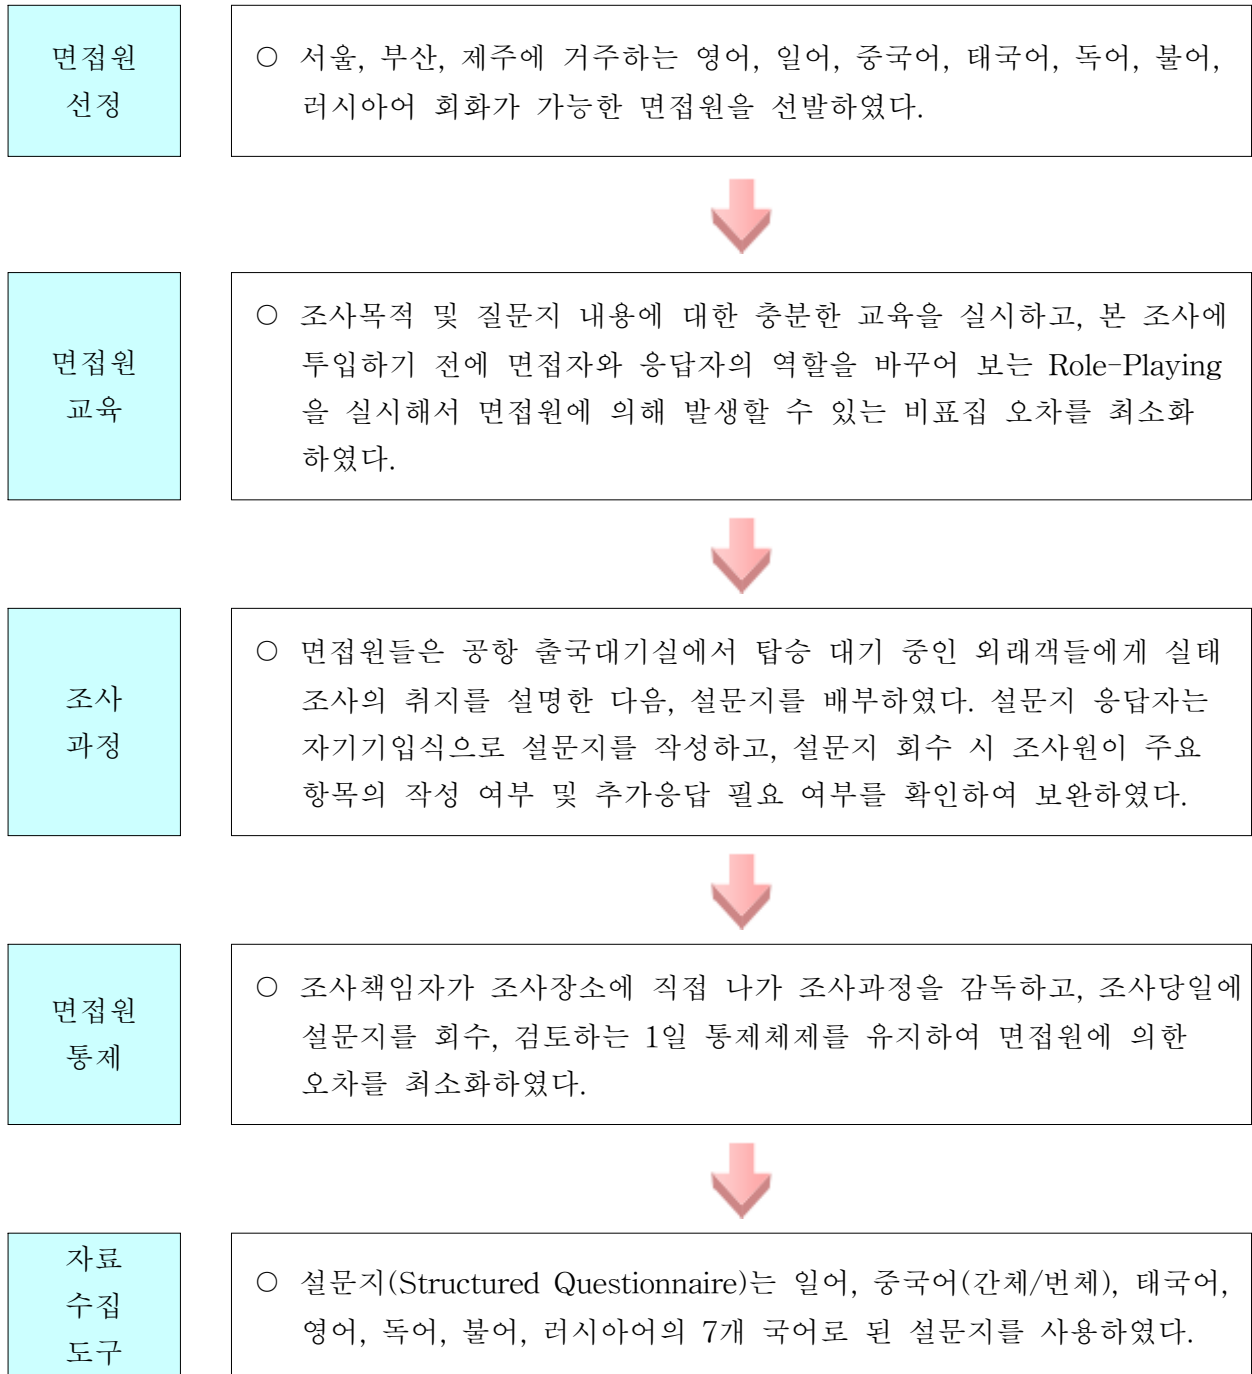 면접원
선정
○ 서울, 부산, 제주에 거주하는 영어, 일어, 중국어, 태국어, 독어, 불어,
러시아어 회화가 가능한 면접원을 선발하였다.
면접원
교육
○ 조사목적 및 질문지 내용에 대한 충분한 교육을 실시하고, 본 조사에
투입하기 전에 면접자와 응답자의 역할을 바꾸어 보는 Role-Playing
을 실시해서 면접원에 의해 발생할 수 있는 비표집 오차를 최소화
하였다.
조사
과정
○ 면접원들은 공항 출국대기실에서 탑승 대기 중인 외래객들에게 실태
조사의 취지를 설명한 다음, 설문지를 배부하였다. 설문지 응답자는
자기기입식으로 설문지를 작성하고, 설문지 회수 시 조사원이 주요
항목의 작성 여부 및 추가응답 필요 여부를 확인하여 보완하였다.
면접원
통제
○ 조사책임자가 조사장소에 직접 나가 조사과정을 감독하고, 조사당일에
설문지를 회수, 검토하는 1일 통제체제를 유지하여 면접원에 의한
오차를 최소화하였다.
자료
수집
도구
○ 설문지(Structured Questionnaire)는 일어, 중국어(간체/번체), 태국어,
영어, 독어, 불어, 러시아어의 7개 국어로 된 설문지를 사용하였다.